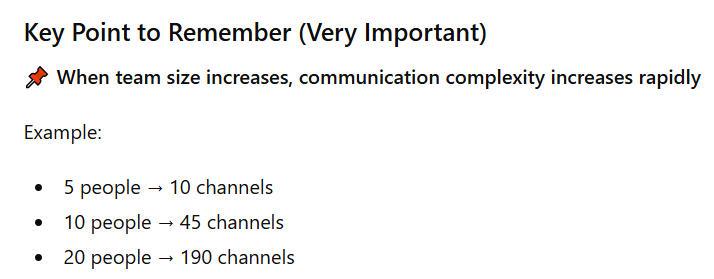 Key Point to Remember (Very Important)
📌 When team size increases, communication complexity increases rapidly
Example:
• 5 people → 10 channels
• 10 people → 45 channels
• 20 people → 190 channels